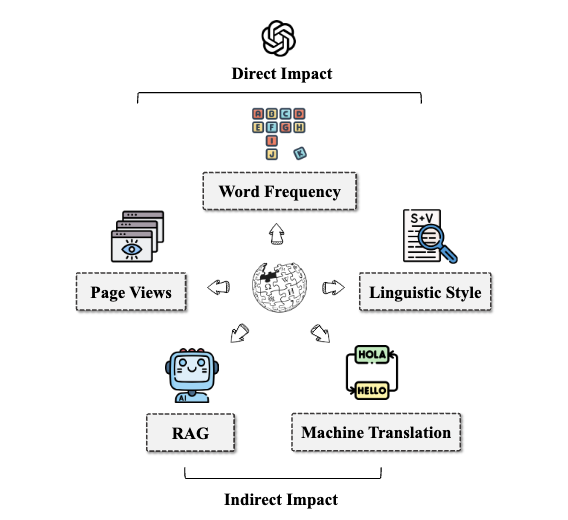 Direct Impact
A B C D
E F G H
I
J K
Word Frequency
S+V
Page Views
Linguistic Style
HOLA
HELLO
AI
RAG
Machine Translation
Indirect Impact